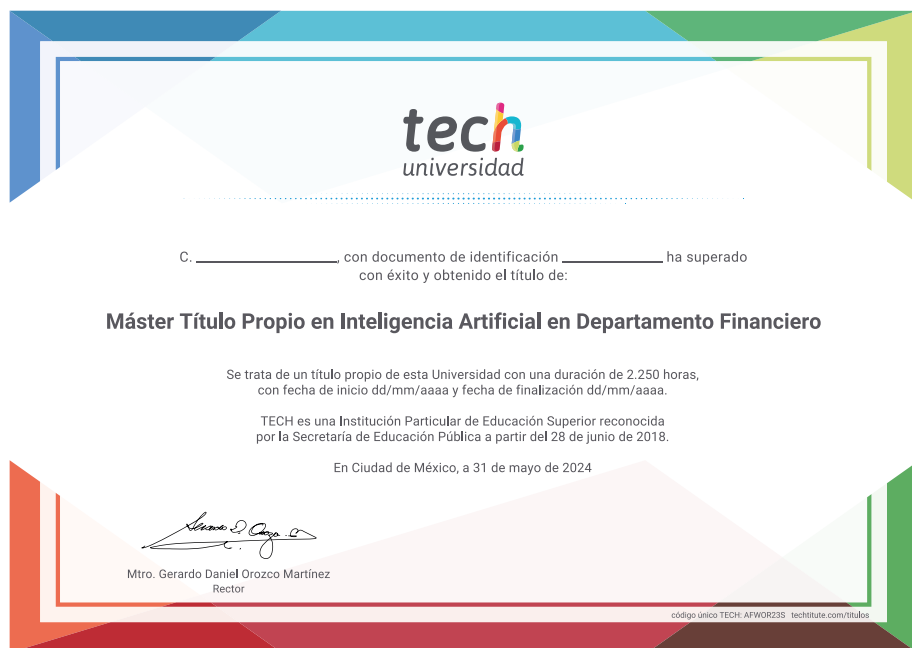 tech
universidad
C. ____________, con documento de identificación ____________ ha superado
con éxito y obtenido el título de:
Máster Título Propio en Inteligencia Artificial en Departamento Financiero
Se trata de un título propio de esta Universidad con una duración de 2.250 horas,
con fecha de inicio dd/mm/aaaa y fecha de finalización dd/mm/aaaa.
TECH es una Institución Particular de Educación Superior reconocida
por la Secretaría de Educación Pública a partir del 28 de junio de 2018.
En Ciudad de México, a 31 de mayo de 2024
Mtro. Gerardo Daniel Orozco Martínez
Rector
código único TECH: AFWOR23S techtitute.com/titulos